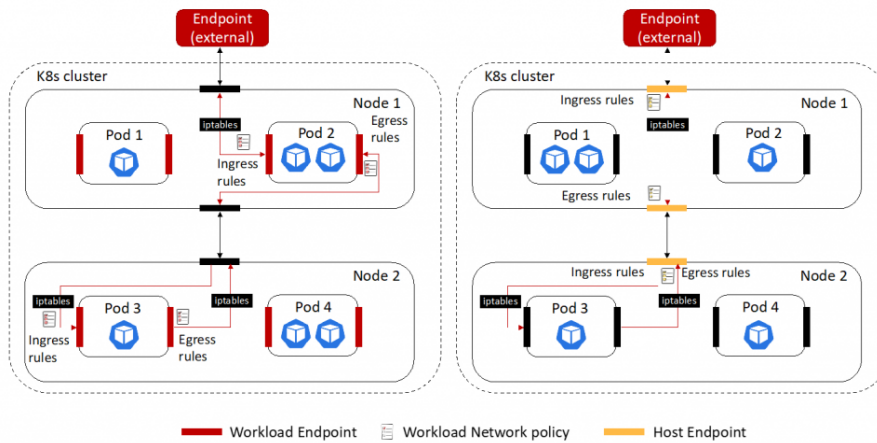 Endpoint
(external)
K8s cluster
Node 1
Pod 1
iptables
Pod 2
Egress
rules
Ingress
rules
Node 2
iptables
iptables
Pod 3
Pod 4
Ingress
rules
Egress
rules
Endpoint
(external)
K8s cluster
Ingress rules
Node 1
iptables
Pod 1
Pod 2
Egress rules
Ingress rules
Egress rules
Node 2
iptables
iptables
Pod 3
Pod 4
Workload Endpoint
Workload Network policy
Host Endpoint